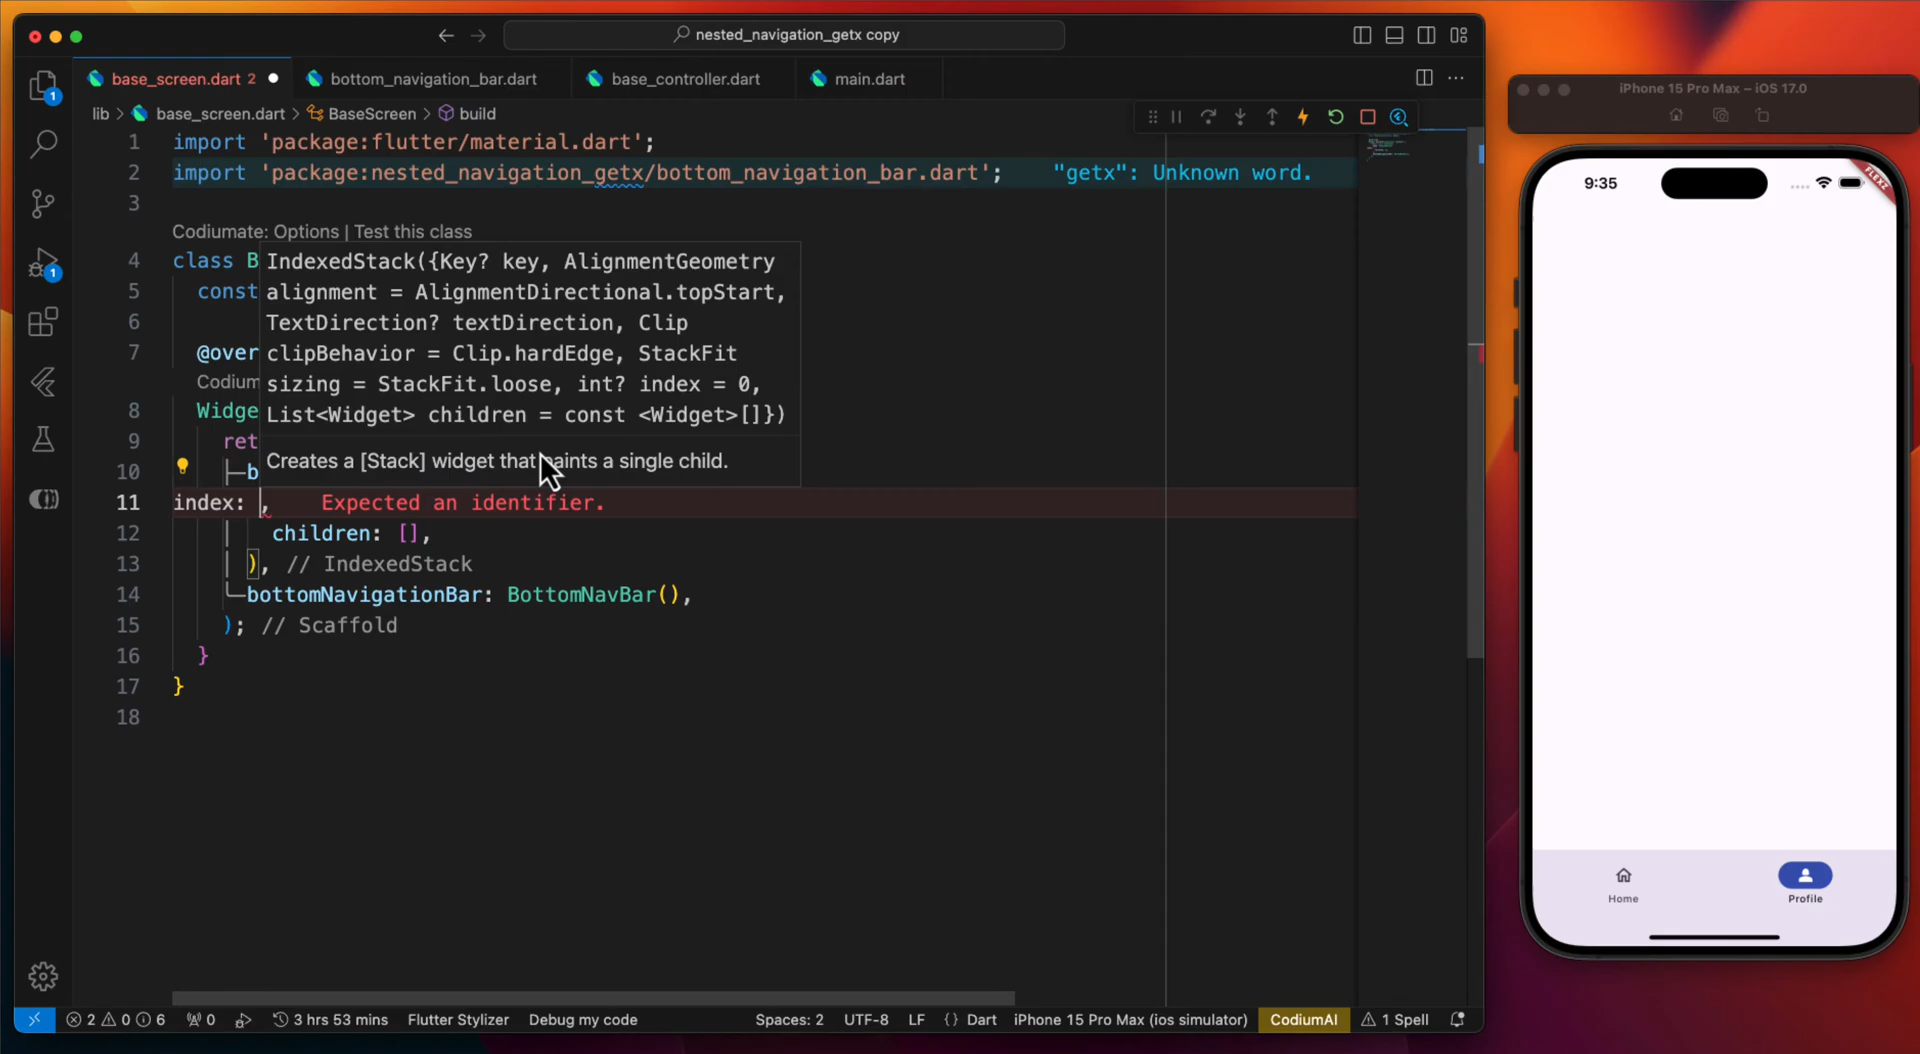 nested_navigation_getx copy
base_screen.dart 2
bottom_navigation_bar.dart
base_controller.dart
main.dart
lib > base_screen.dart > BaseScreen > build
1 import 'package:flutter/material.dart';
2 import 'package:nested_navigation_getx/bottom_navigation_bar.dart'; "getx": Unknown word.
3
Codiumate: Options | Test this class
4 class B
5 const
6
7 @over
Codium
8 Widge
9 ret
10 b
IndexedStack({Key? key, AlignmentGeometry
alignment = AlignmentDirectional.topStart,
TextDirection? textDirection, Clip
clipBehavior = Clip.hardEdge, StackFit
sizing = StackFit.loose, int? index = 0,
List<Widget> children = const <Widget>[]})
Creates a [Stack] widget that paints a single child.
11 index: , Expected an identifier.
12 children: [],
13 ), // IndexedStack
14 bottomNavigationBar: BottomNavBar(),
15 ); // Scaffold
16 }
17 }
18
1
1
2 0 6
0
3 hrs 53 mins
Flutter Stylizer
Debug my code
Spaces: 2
UTF-8
LF
{} Dart
iPhone 15 Pro Max (ios simulator)
CodiumAI
1 Spell
iPhone 15 Pro Max – iOS 17.0
9:35
Home
Profile